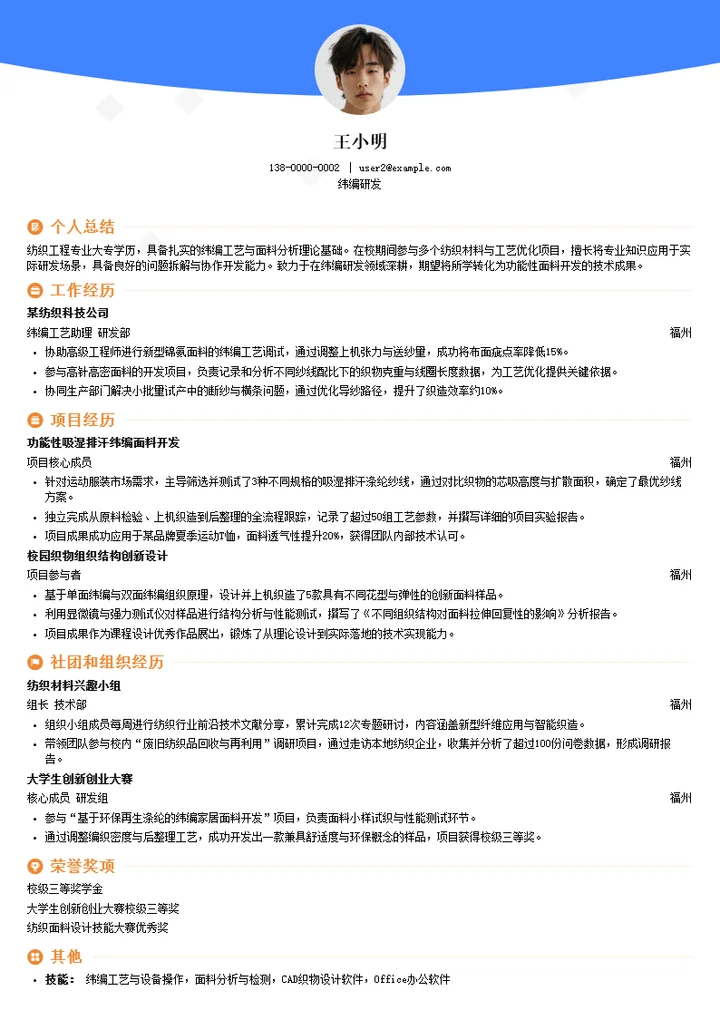 王小明
138-0000-0002 | user2@example.com
纬编研发
个人总结
纺织工程专业大专学历，具备扎实的纬编工艺与面料分析理论基础。在校期间参与多个纺织材料与工艺优化项目，擅长将专业知识应用于实
际研发场景，具备良好的问题拆解与协作开发能力。致力于在纬编研发领域深耕，期望将所学转化为功能性面料开发的技术成果。
工作经历
某纺织科技公司
纬编工艺助理 研发部 福州
• 协助高级工程师进行新型锦氨面料的纬编工艺调试，通过调整上机张力与送纱量，成功将布面疵点率降低15%。
• 参与高针高密面料的开发项目，负责记录和分析不同纱线配比下的织物克重与线圈长度数据，为工艺优化提供关键依据。
• 协同生产部门解决小批量试产中的断纱与横条问题，通过优化导纱路径，提升了织造效率约10%。
项目经历
功能性吸湿排汗纬编面料开发
项目核心成员 福州
• 针对运动服装市场需求，主导筛选并测试了3种不同规格的吸湿排汗涤纶纱线，通过对比织物的芯吸高度与扩散面积，确定了最优纱线
方案。
• 独立完成从原料检验、上机织造到后整理的全流程跟踪，记录了超过50组工艺参数，并撰写详细的项目实验报告。
• 项目成果成功应用于某品牌夏季运动T恤，面料透气性提升20%，获得团队内部技术认可。
校园织物组织结构创新设计
项目参与者 福州
• 基于单面纬编与双面纬编组织原理，设计并上机织造了5款具有不同花型与弹性的创新面料样品。
• 利用显微镜与强力测试仪对样品进行结构分析与性能测试，撰写了《不同组织结构对面料拉伸回复性的影响》分析报告。
• 项目成果作为课程设计优秀作品展出，锻炼了从理论设计到实际落地的技术实现能力。
社团和组织经历
纺织材料兴趣小组
组长 技术部 福州
• 组织小组成员每周进行纺织行业前沿技术文献分享，累计完成12次专题研讨，内容涵盖新型纤维应用与智能织造。
• 带领团队参与校内“废旧纺织品回收与再利用”调研项目，通过走访本地纺织企业，收集并分析了超过100份问卷数据，形成调研报
告。
大学生创新创业大赛
核心成员 研发组 福州
• 参与“基于环保再生涤纶的纬编家居面料开发”项目，负责面料小样试织与性能测试环节。
• 通过调整编织密度与后整理工艺，成功开发出一款兼具舒适度与环保概念的样品，项目获得校级三等奖。
荣誉奖项
校级三等奖学金
大学生创新创业大赛校级三等奖
纺织面料设计技能大赛优秀奖
其他
• 技能： 纬编工艺与设备操作，面料分析与检测，CAD织物设计软件，Office办公软件